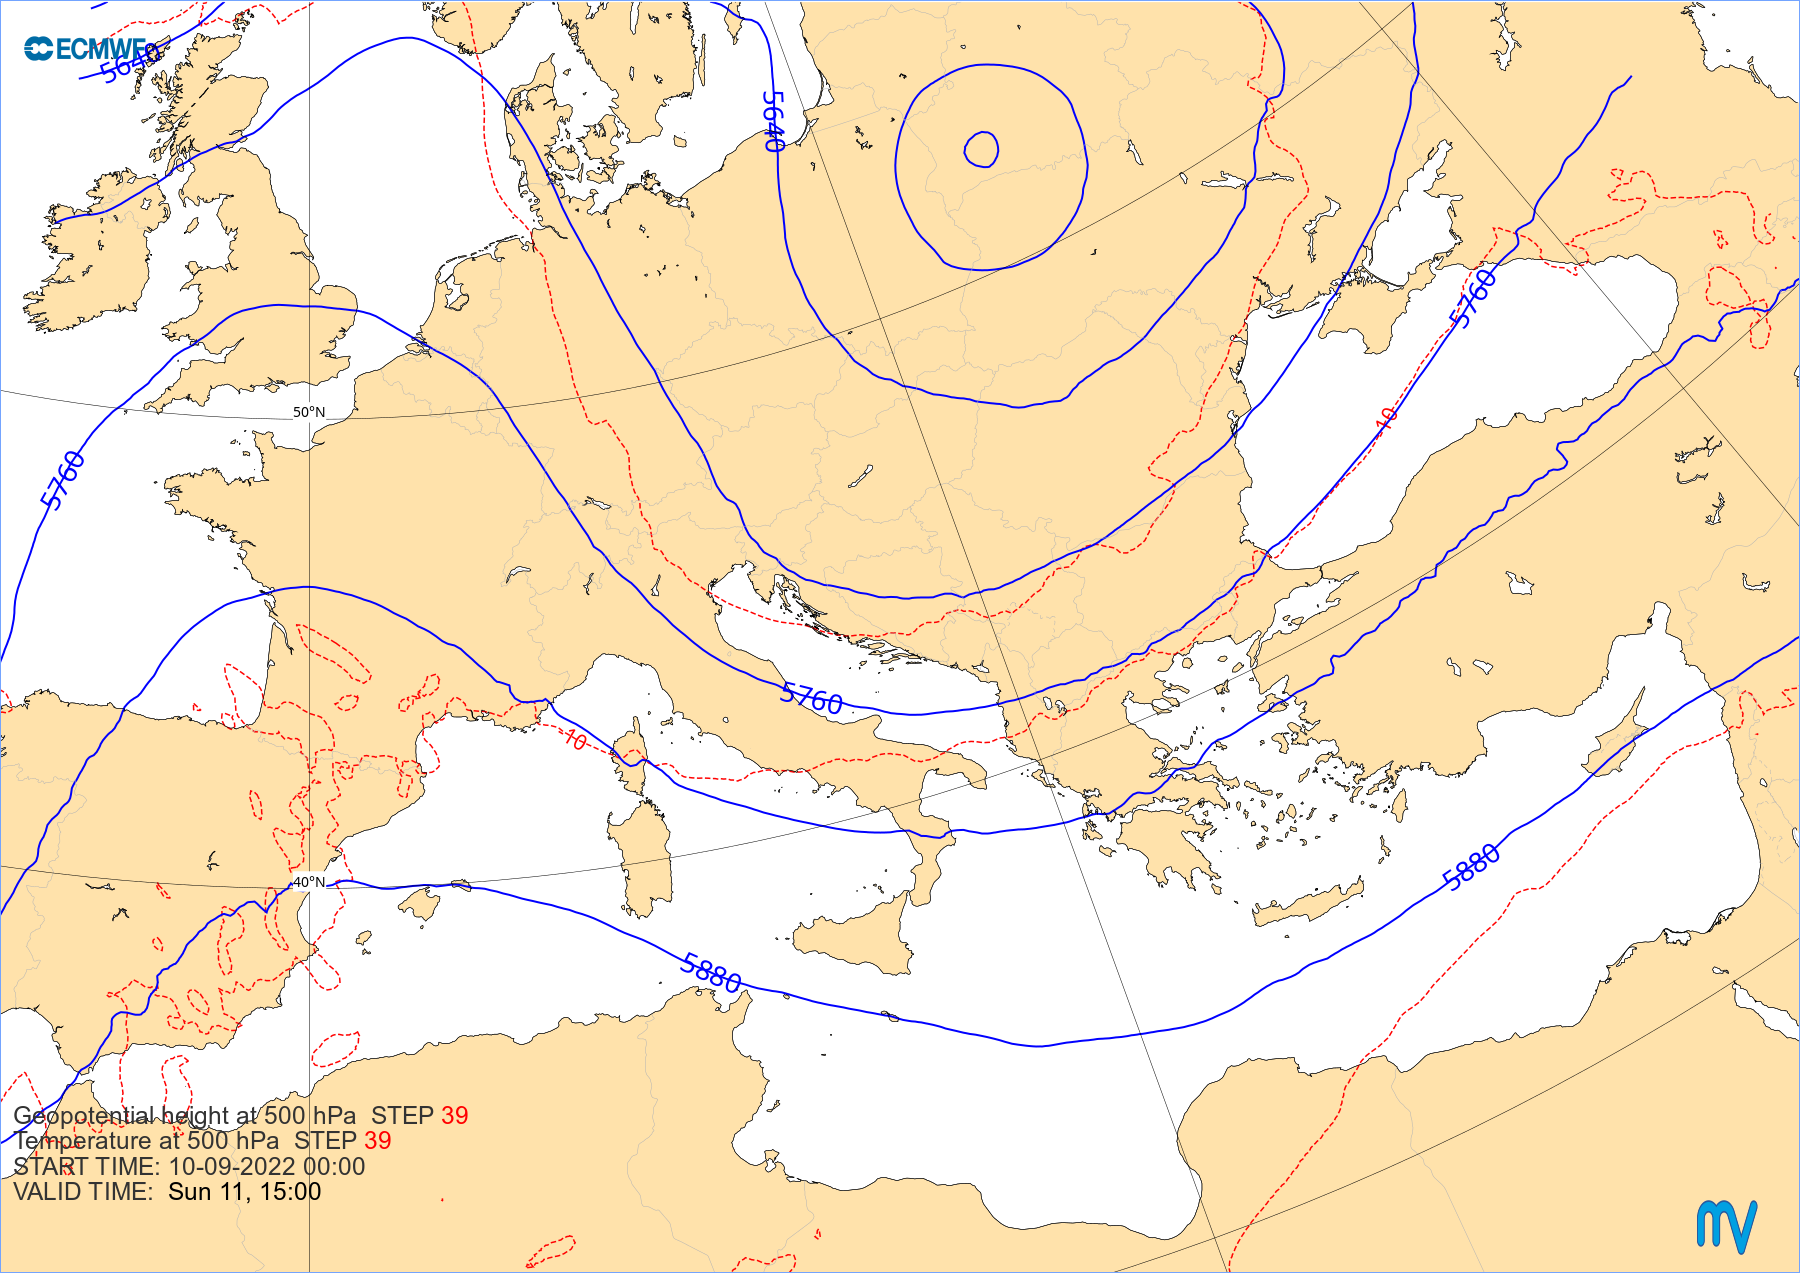 ECMWF
5640
5640
5760
50°N
10
5760
5760
10
40°N
5880
5880
Geopotential height at 500 hPa STEP 39
Temperature at 500 hPa STEP 39
START TIME: 10-09-2022 00:00
VALID TIME: Sun 11, 15:00